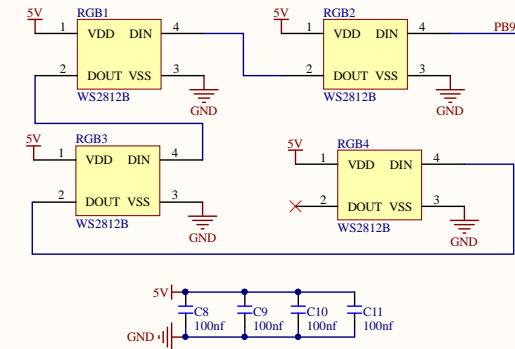 5V
RGB1
1 VDD DIN 4
2 DOUT VSS 3
WS2812B
GND
5V
RGB2
1 VDD DIN 4
PB9
2 DOUT VSS 3
WS2812B
GND
5V
RGB3
1 VDD DIN 4
2 DOUT VSS 3
WS2812B
GND
5V
RGB4
1 VDD DIN 4
2 DOUT VSS 3
WS2812B
GND
5V
C8
100nf
C9
100nf
C10
100nf
C11
100nf
GND